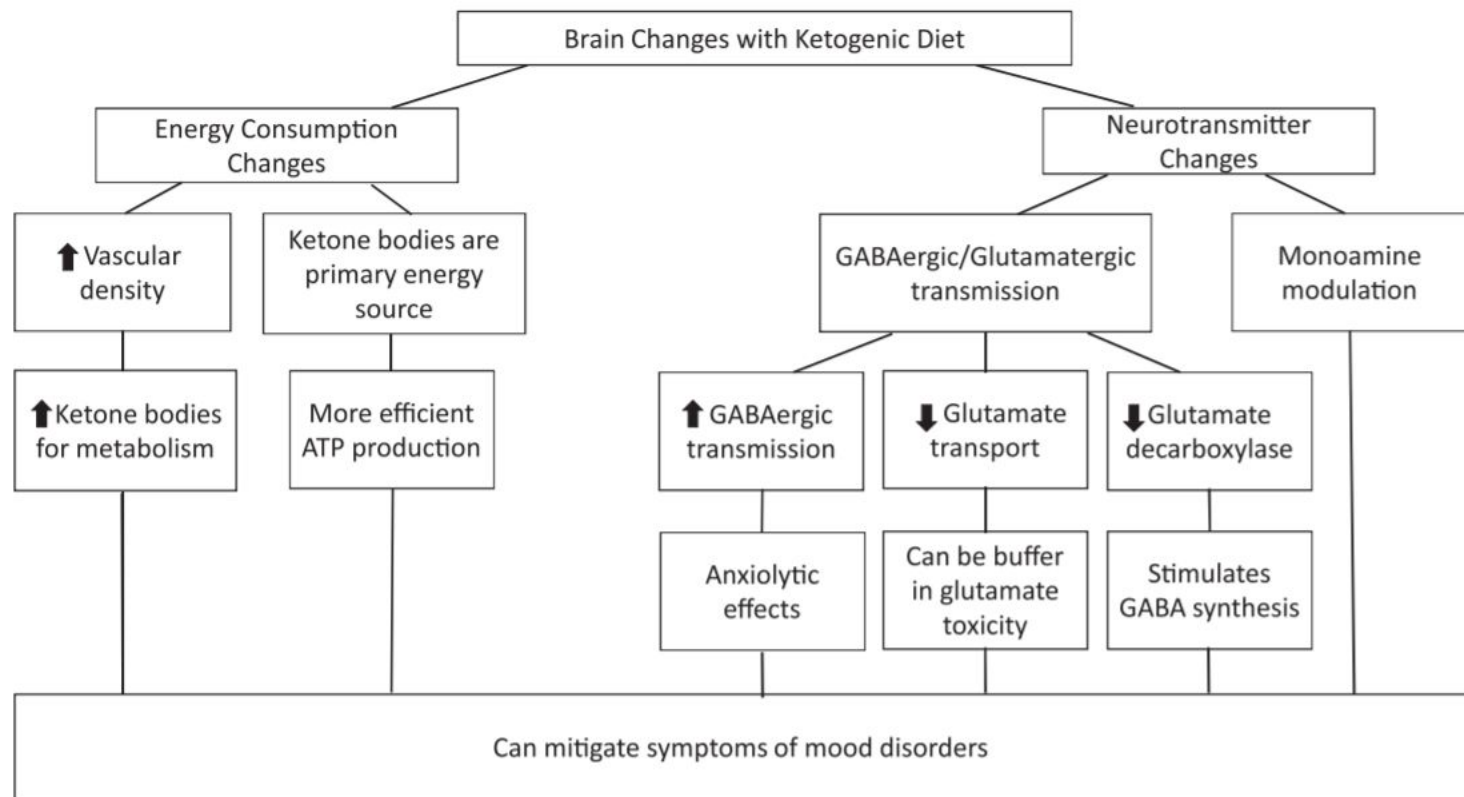 Brain Changes with Ketogenic Diet
Energy Consumption
Changes
Neurotransmitter
Changes
⬆ Vascular
density
Ketone bodies are
primary energy
source
GABAergic/Glutamatergic
transmission
Monoamine
modulation
⬆ Ketone bodies
for metabolism
More efficient
ATP production
⬆ GABAergic
transmission
⬇ Glutamate
transport
⬇ Glutamate
decarboxylase
Anxiolytic
effects
Can be buffer
in glutamate
toxicity
Stimulates
GABA synthesis
Can mitigate symptoms of mood disorders